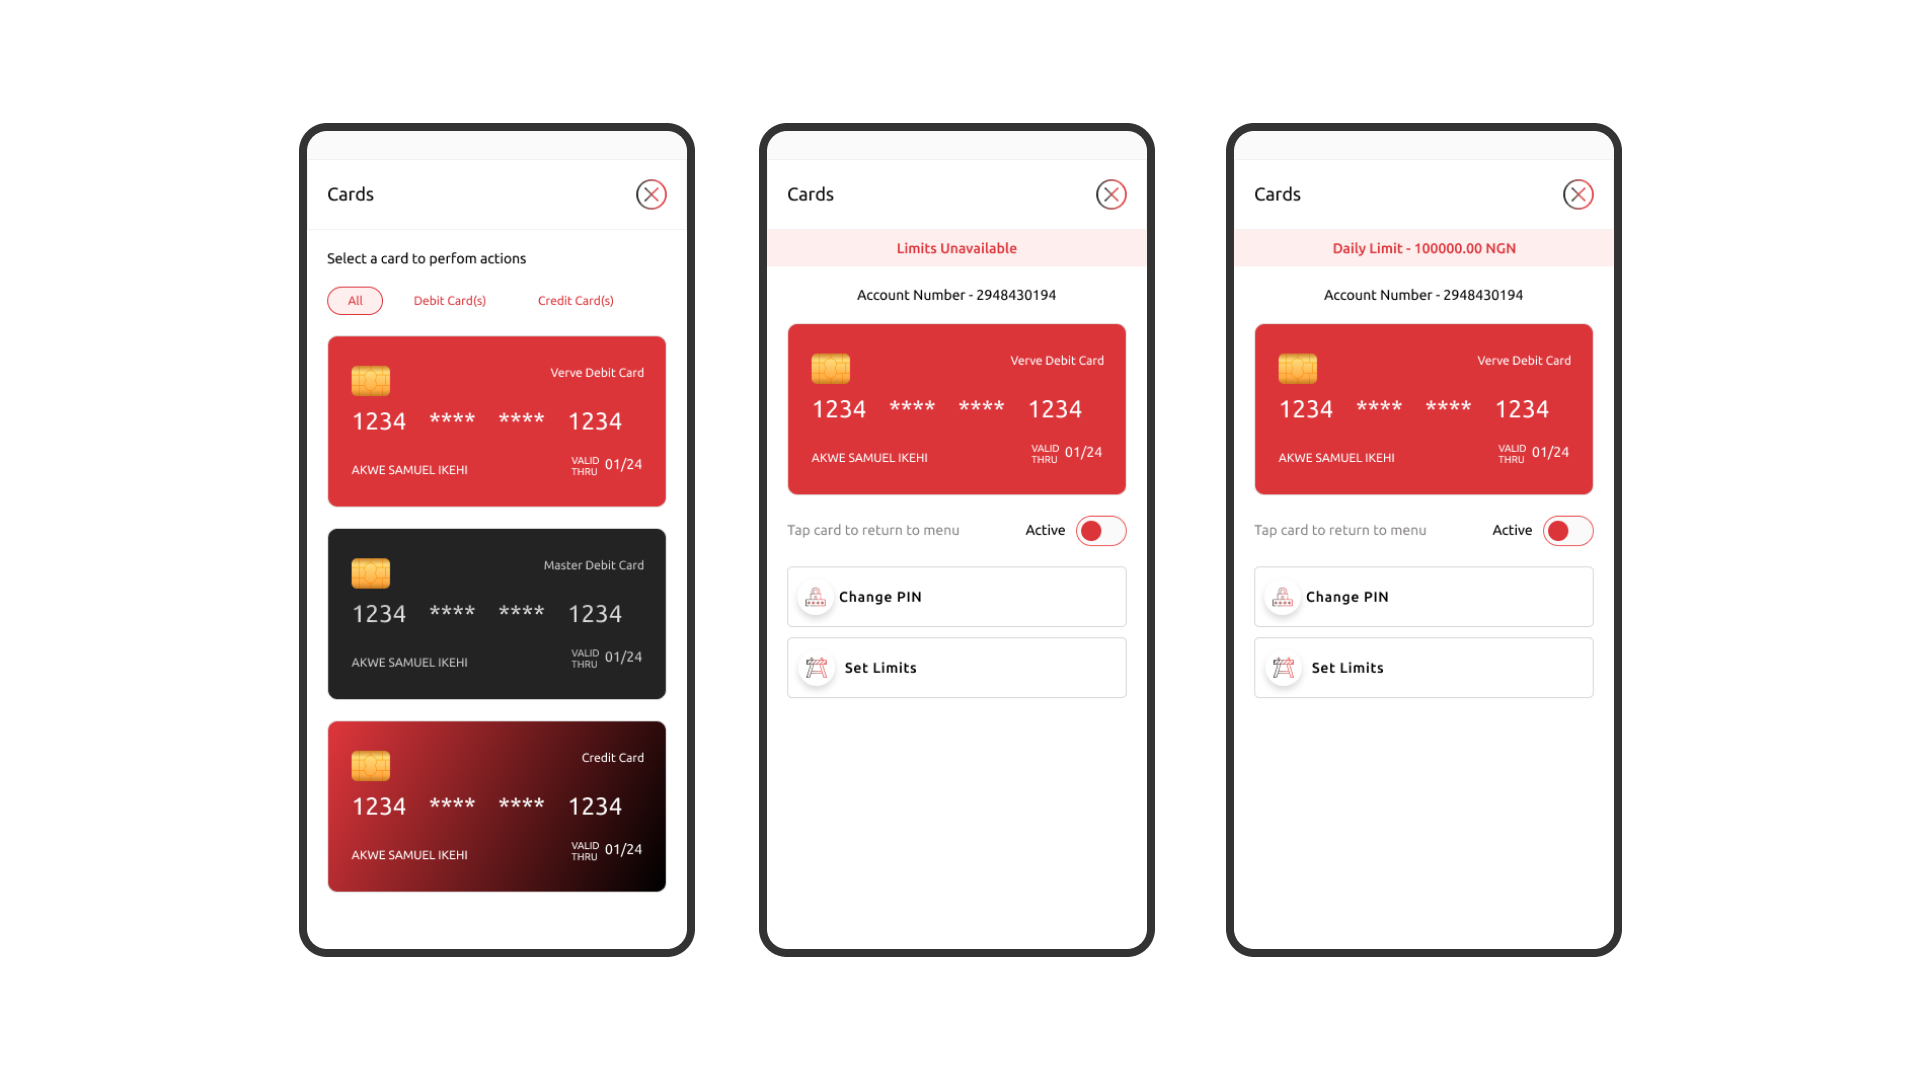 Cards
Select a card to perfom actions
All Debit Card(s) Credit Card(s)
Verve Debit Card
1234 **** **** 1234
AKWE SAMUEL IKEHI
VALID THRU 01/24
Master Debit Card
1234 **** **** 1234
AKWE SAMUEL IKEHI
VALID THRU 01/24
Credit Card
1234 **** **** 1234
AKWE SAMUEL IKEHI
VALID THRU 01/24
Cards
Limits Unavailable
Account Number - 2948430194
Verve Debit Card
1234 **** **** 1234
AKWE SAMUEL IKEHI
VALID THRU 01/24
Tap card to return to menu Active
Change PIN
Set Limits
Cards
Daily Limit - 100000.00 NGN
Account Number - 2948430194
Verve Debit Card
1234 **** **** 1234
AKWE SAMUEL IKEHI
VALID THRU 01/24
Tap card to return to menu Active
Change PIN
Set Limits